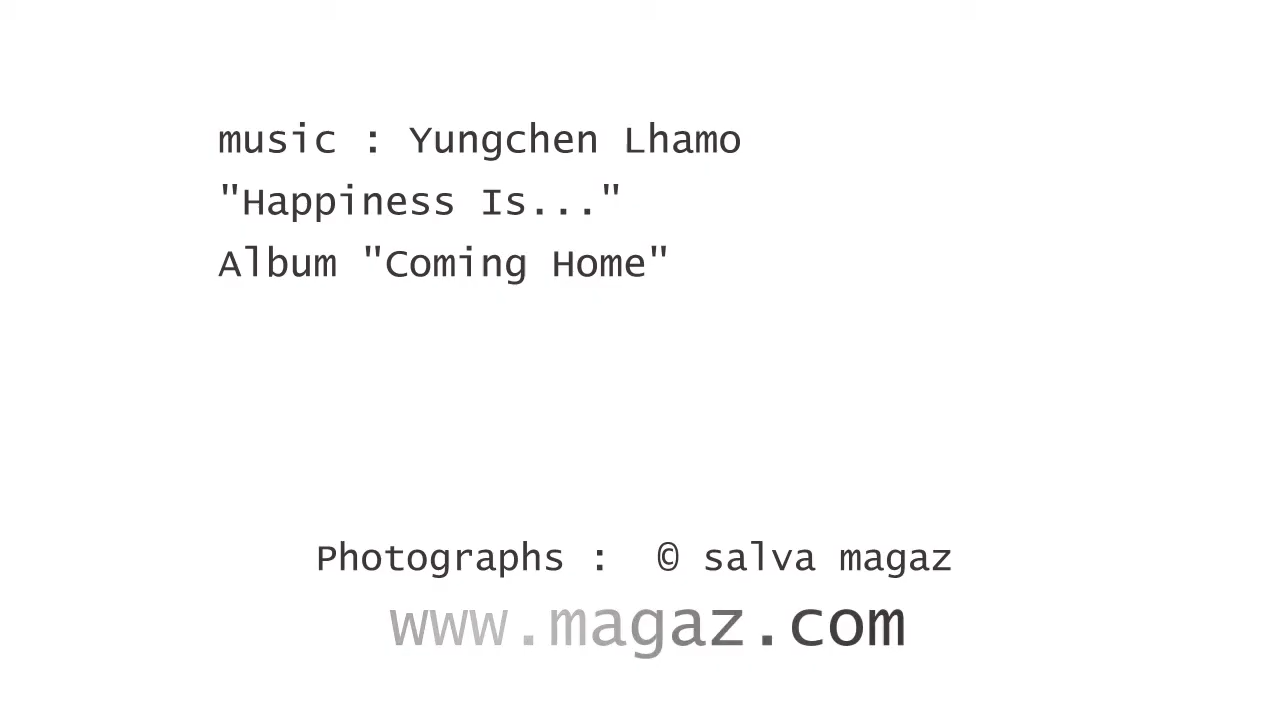 music : Yungchen Lhamo
"Happiness Is..."
Album "Coming Home"
Photographs :  © salva magaz
www.magaz.com